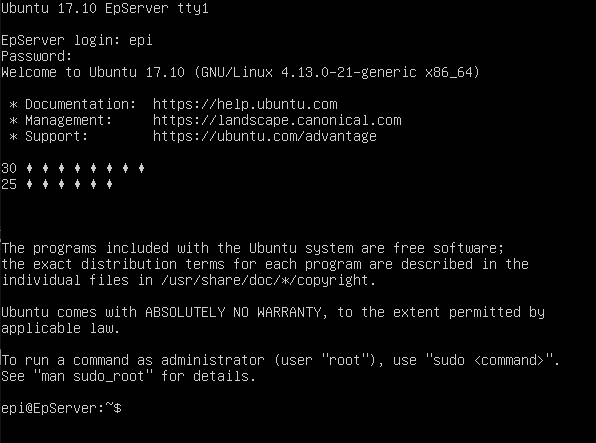 Ubuntu 17.10 EpServer tty1
EpServer login: epi
Password:
Welcome to Ubuntu 17.10 (GNU/Linux 4.13.0-21-generic x86_64)
* Documentation:  https://help.ubuntu.com
* Management:     https://landscape.canonical.com
* Support:        https://ubuntu.com/advantage
30 ♦ ♦ ♦ ♦ ♦ ♦ ♦ ♦
25 ♦ ♦ ♦ ♦ ♦ ♦
The programs included with the Ubuntu system are free software;
the exact distribution terms for each program are described in the
individual files in /usr/share/doc/*/copyright.
Ubuntu comes with ABSOLUTELY NO WARRANTY, to the extent permitted by
applicable law.
To run a command as administrator (user "root"), use "sudo <command>".
See "man sudo_root" for details.
epi@EpServer:~$